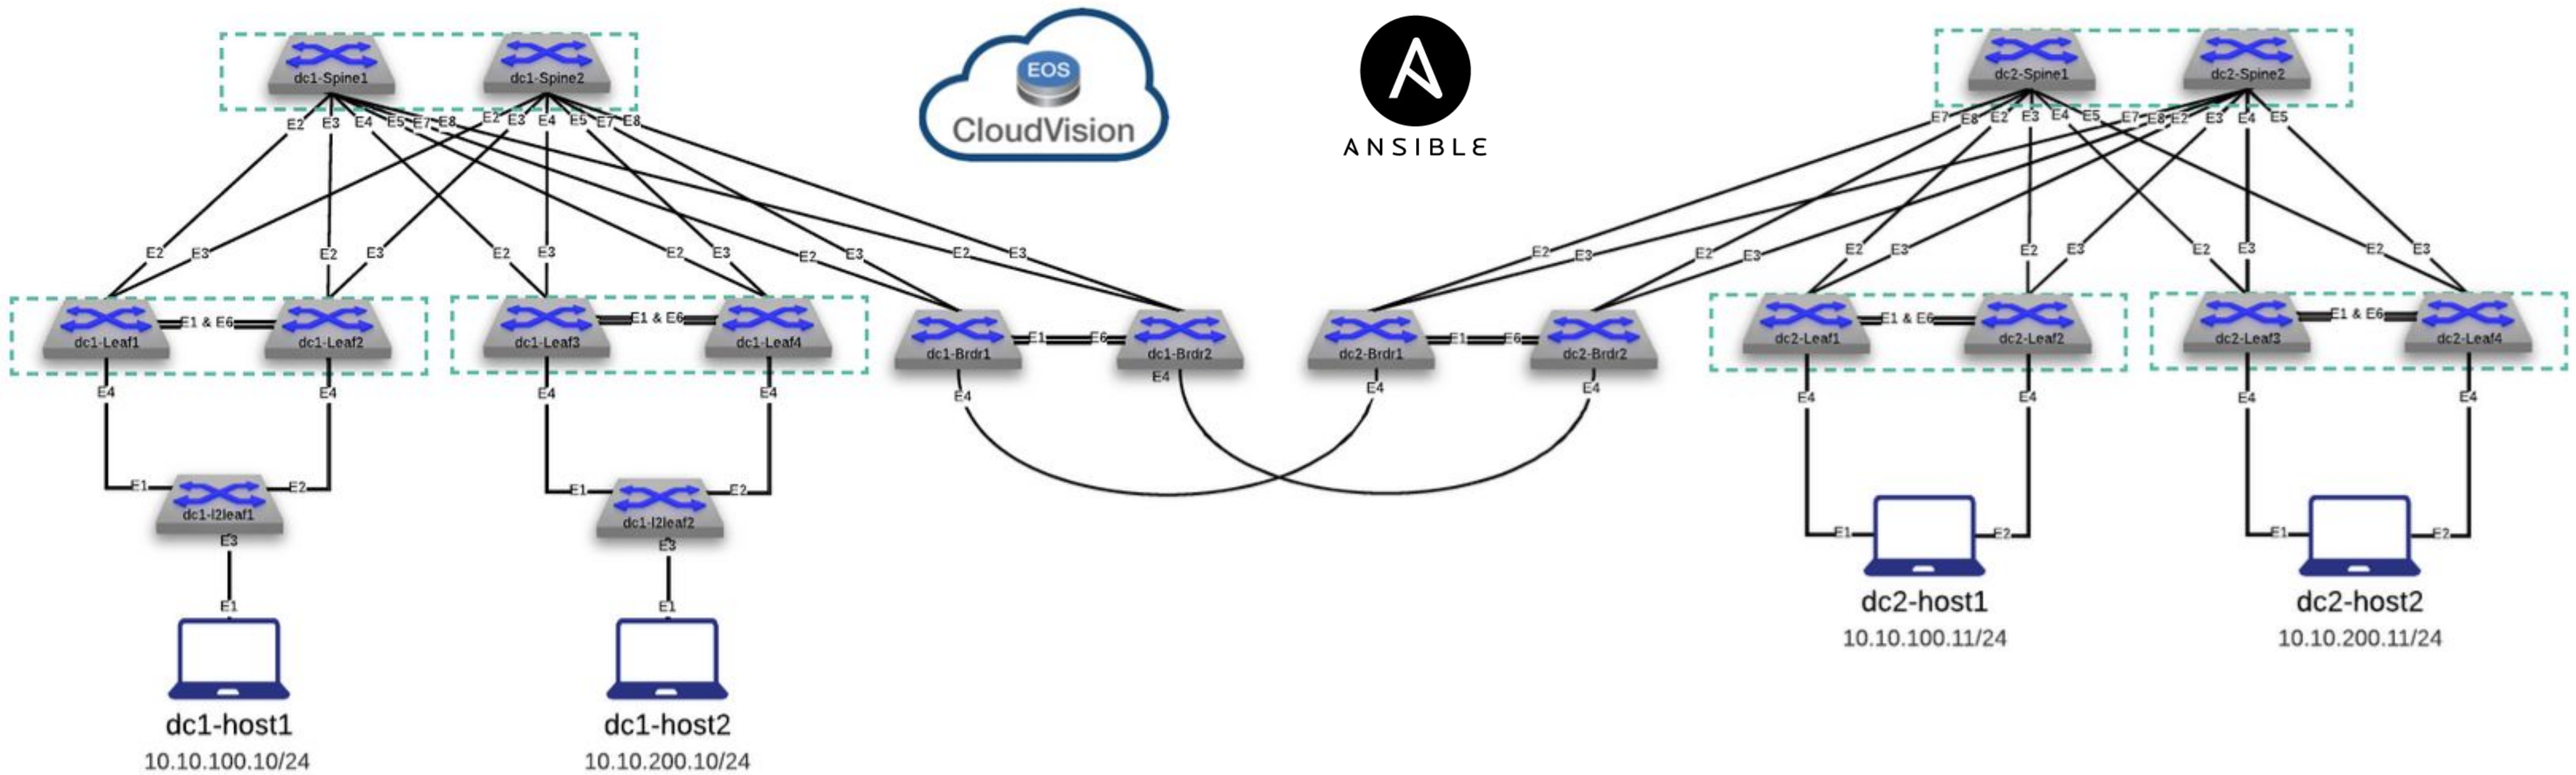 EOS
CloudVision
ANSIBLE
dc1-Spine1
dc1-Spine2
dc2-Spine1
dc2-Spine2
E2 E3 E4 E5 E7 E8
E2 E3 E4 E5 E7 E8
E7 E8 E2 E3 E4 E5
E7 E8 E2 E3 E4 E5
E2 E3 E2 E3 E2 E3 E2 E3 E2 E3 E2 E3
E2 E3 E2 E3 E2 E3 E2 E3 E2 E3 E2 E3
dc1-Leaf1
E1 & E6
dc1-Leaf2
dc1-Leaf3
E1 & E6
dc1-Leaf4
dc1-Brdr1
E1 E6
dc1-Brdr2
dc2-Brdr1
E1 E6
dc2-Brdr2
dc2-Leaf1
E1 & E6
dc2-Leaf2
dc2-Leaf3
E1 & E6
dc2-Leaf4
E4 E4 E4 E4 E4 E4 E4 E4 E4 E4 E4 E4
E1
dc1-l2leaf1
E2
E3
E1
E1
dc1-l2leaf2
E2
E3
E1
E1 E2
E1 E2
dc1-host1
10.10.100.10/24
dc1-host2
10.10.200.10/24
dc2-host1
10.10.100.11/24
dc2-host2
10.10.200.11/24